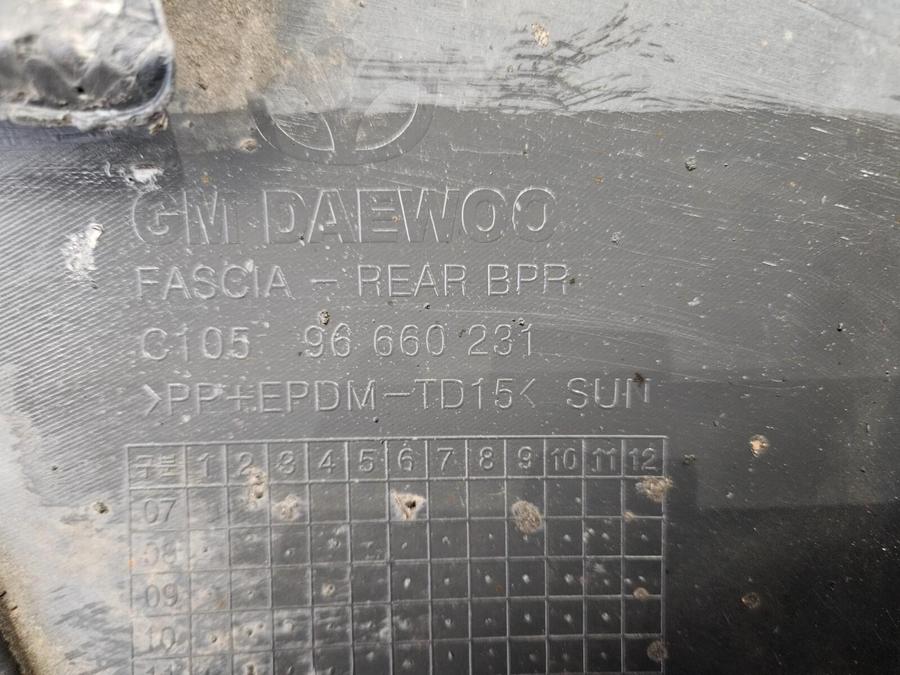 GM DAEWOO
FASCIA - REAR BPR
C105 96 660 231
>PP+EPDM-TD15< SUN
구분 1 2 3 4 5 6 7 8 9 10 11 12
07
08
09
10